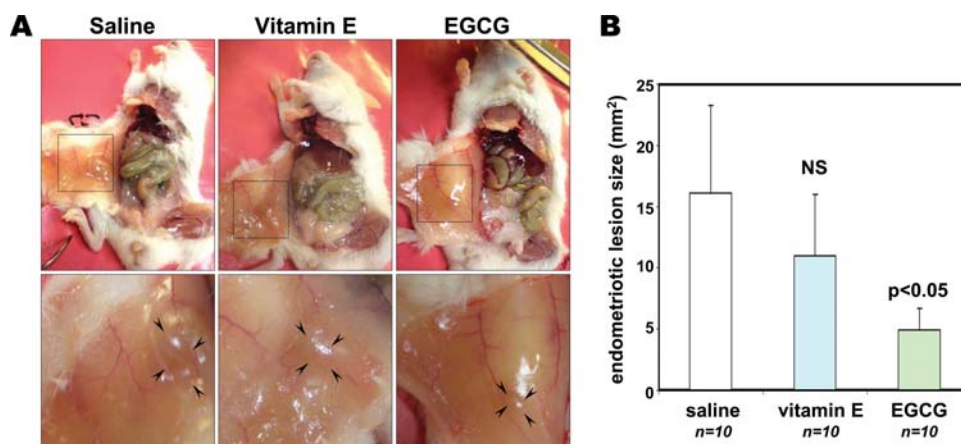 A
Saline
Vitamin E
EGCG
B
endometriotic lesion size (mm²)
25
20
15
10
5
0
NS
p<0.05
saline
vitamin E
EGCG
n=10
n=10
n=10